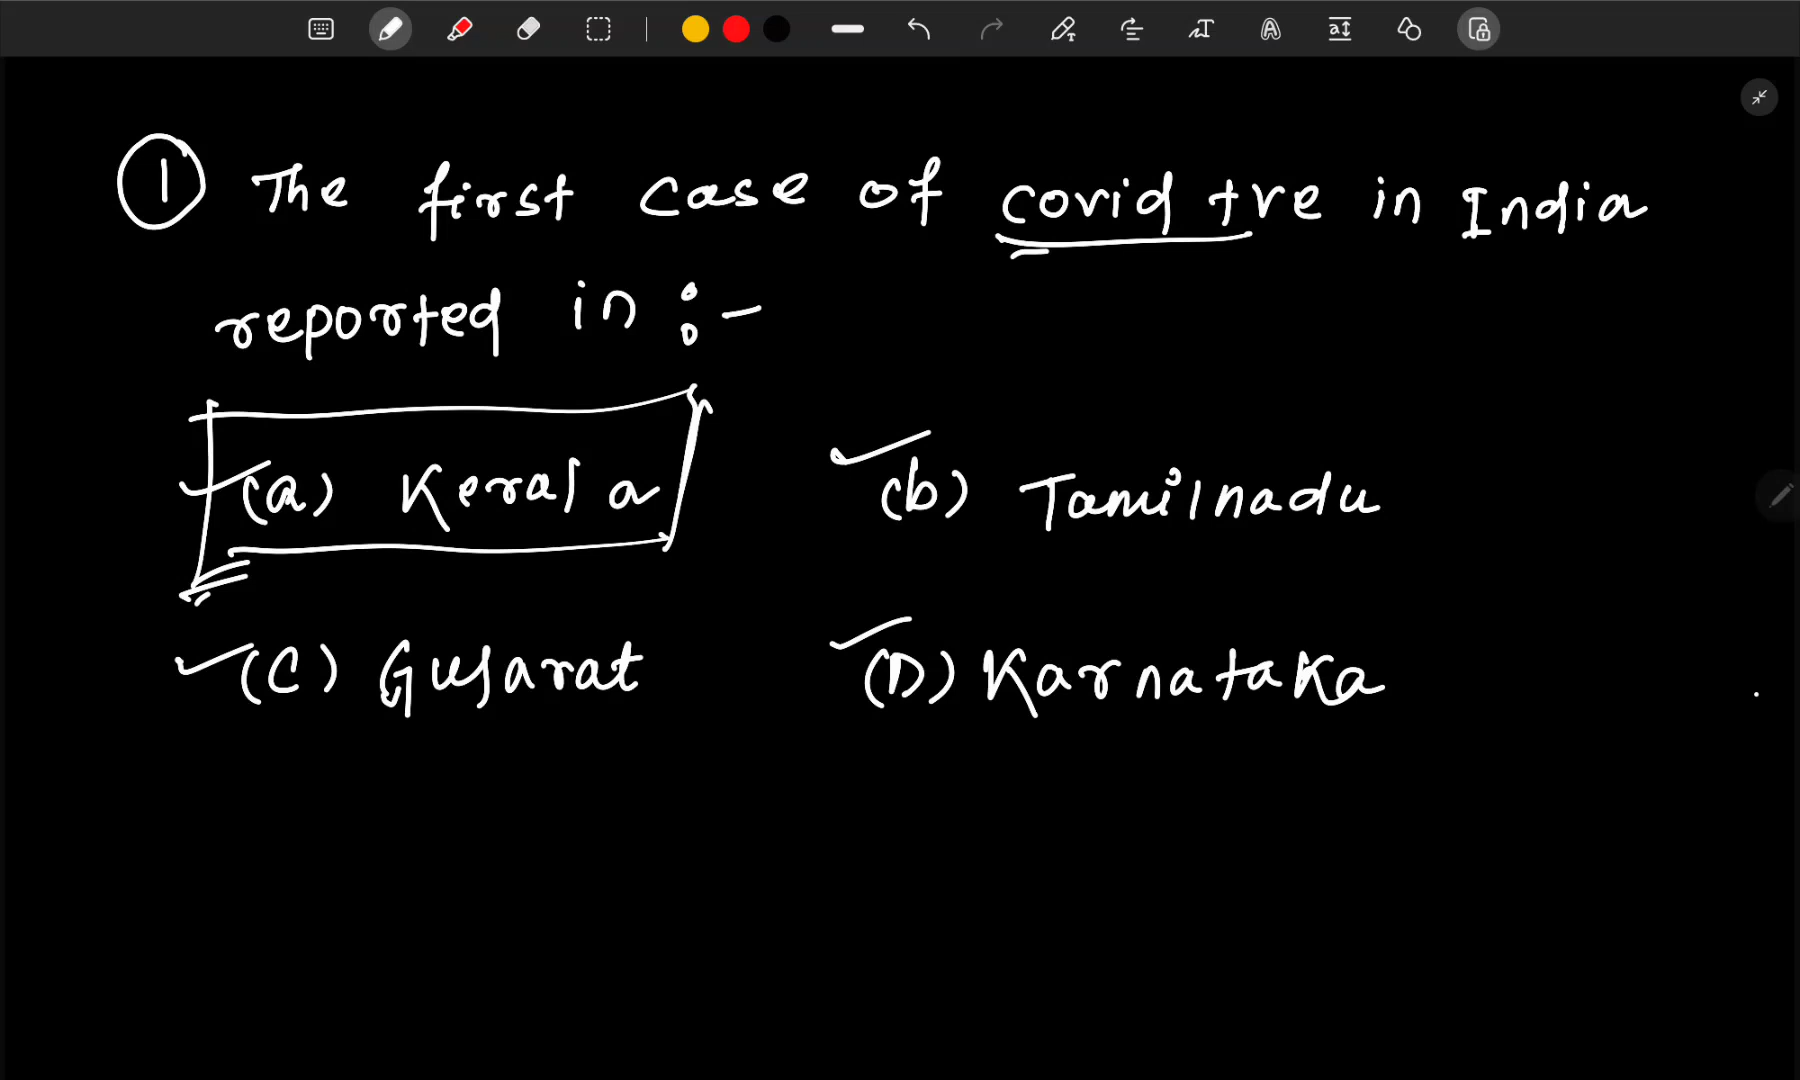 1 The first case of covid +ve in India
reported in :-
(a) Kerala (b) Tamilnadu
(C) Gujarat (D) Karnataka